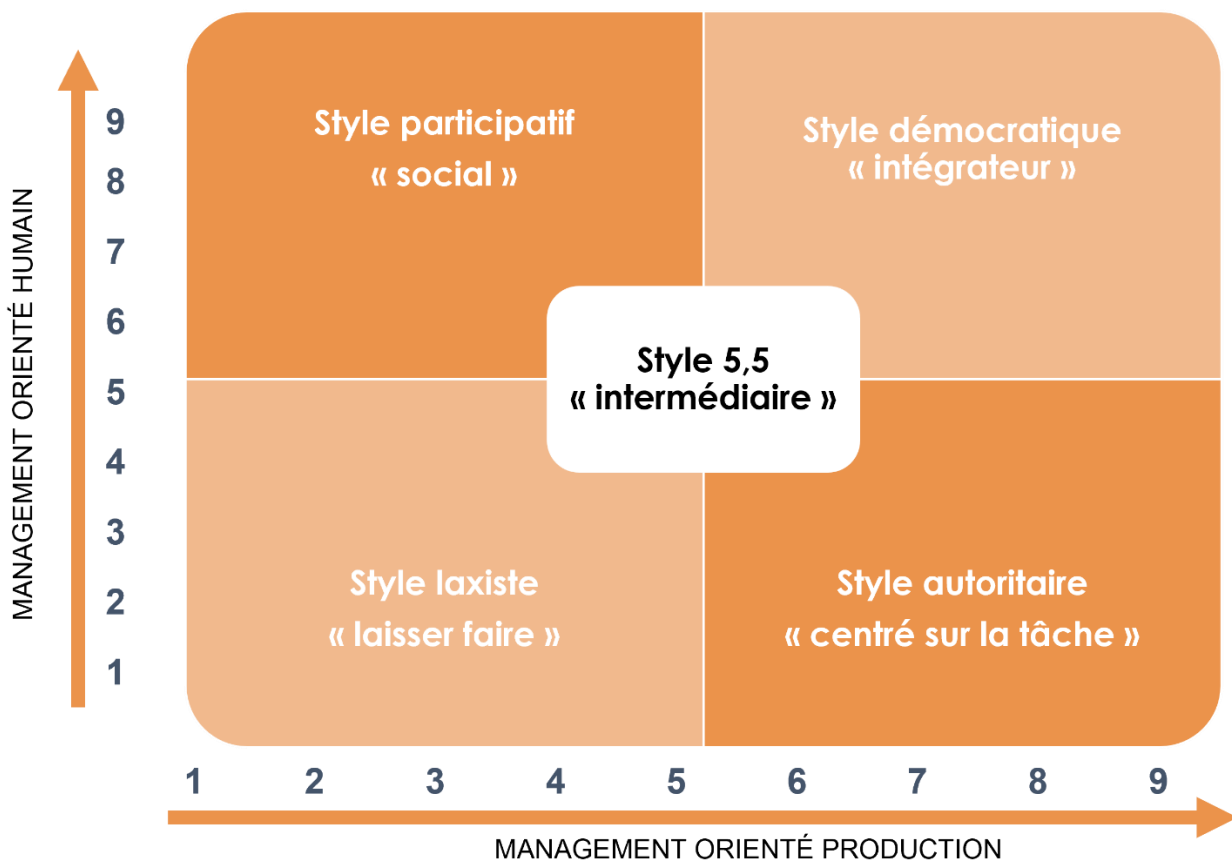 MANAGEMENT ORIENTÉ HUMAIN
9
8
7
6
5
4
3
2
1
Style participatif
« social »
Style démocratique
« intégrateur »
Style 5,5
« intermédiaire »
Style laxiste
« laisser faire »
Style autoritaire
« centré sur la tâche »
1 2 3 4 5 6 7 8 9
MANAGEMENT ORIENTÉ PRODUCTION